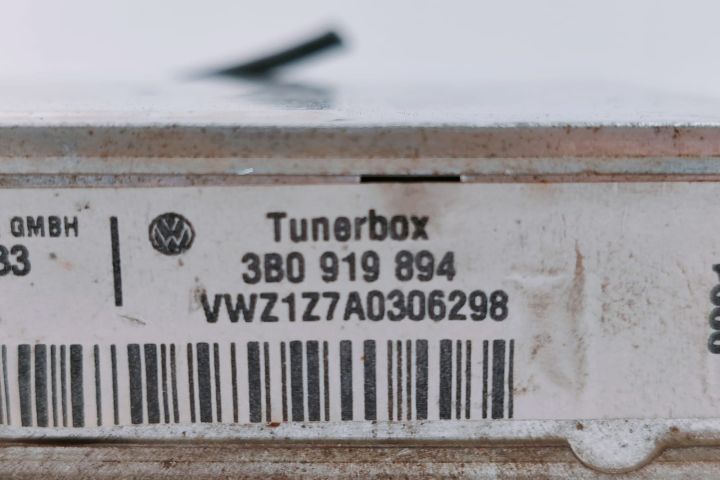 GMBH
33
Tunerbox
3B0 919 894
VWZ1Z7A0306298